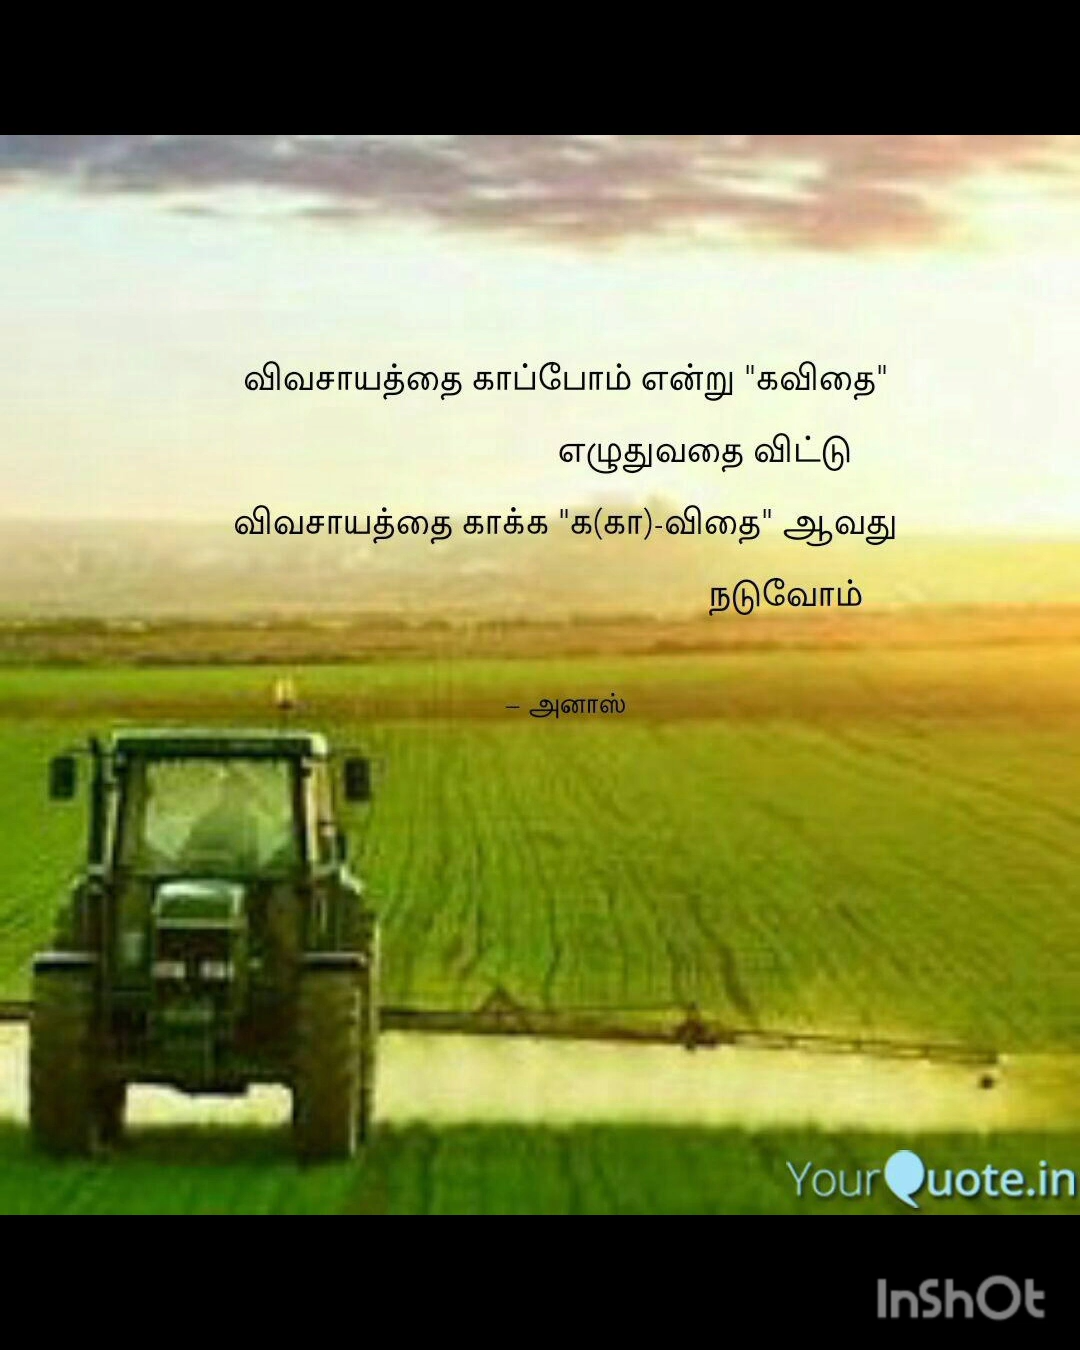 விவசாயத்தை காப்போம் என்று "கவிதை"
எழுதுவதை விட்டு
விவசாயத்தை காக்க "க(கா)-விதை" ஆவது
நடுவோம்
– அனாஸ்
YourQuote.in
InShOt